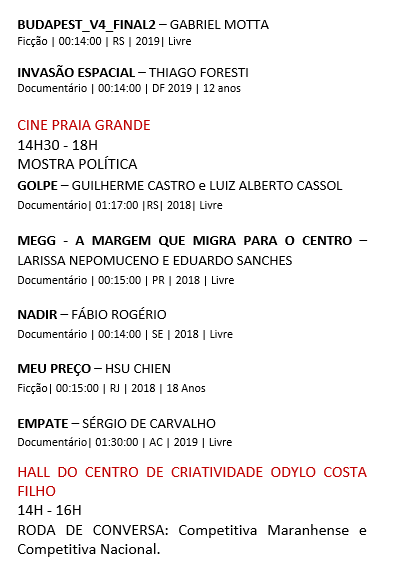 BUDAPEST_V4_FINAL2 – GABRIEL MOTTA
Ficção | 00:14:00 | RS | 2019| Livre
INVASÃO ESPACIAL – THIAGO FORESTI
Documentário | 00:14:00 | DF 2019 | 12 anos
CINE PRAIA GRANDE
14H30 - 18H
MOSTRA POLÍTICA
GOLPE – GUILHERME CASTRO e LUIZ ALBERTO CASSOL
Documentário| 01:17:00 |RS| 2018| Livre
MEGG - A MARGEM QUE MIGRA PARA O CENTRO –
LARISSA NEPOMUCENO E EDUARDO SANCHES
Documentário | 00:15:00 | PR | 2018 | Livre
NADIR – FÁBIO ROGÉRIO
Documentário | 00:14:00 | SE | 2018 | Livre
MEU PREÇO – HSU CHIEN
Ficção| 00:15:00 | RJ | 2018 | 18 Anos
EMPATE – SÉRGIO DE CARVALHO
Documentário| 01:30:00 | AC | 2019 | Livre
HALL DO CENTRO DE CRIATIVIDADE ODYLO COSTA
FILHO
14H - 16H
RODA DE CONVERSA: Competitiva Maranhense e
Competitiva Nacional.